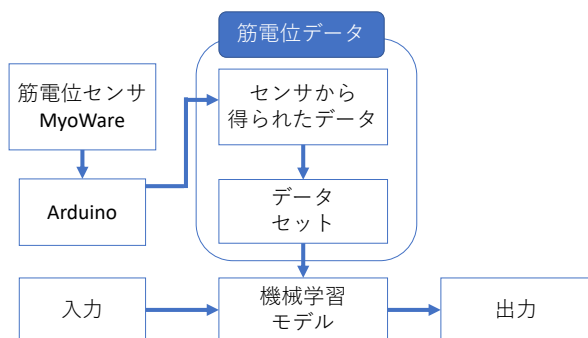 筋電位データ
筋電位センサ
MyoWare
センサから
得られたデータ
Arduino
データ
セット
入力
機械学習
モデル
出力